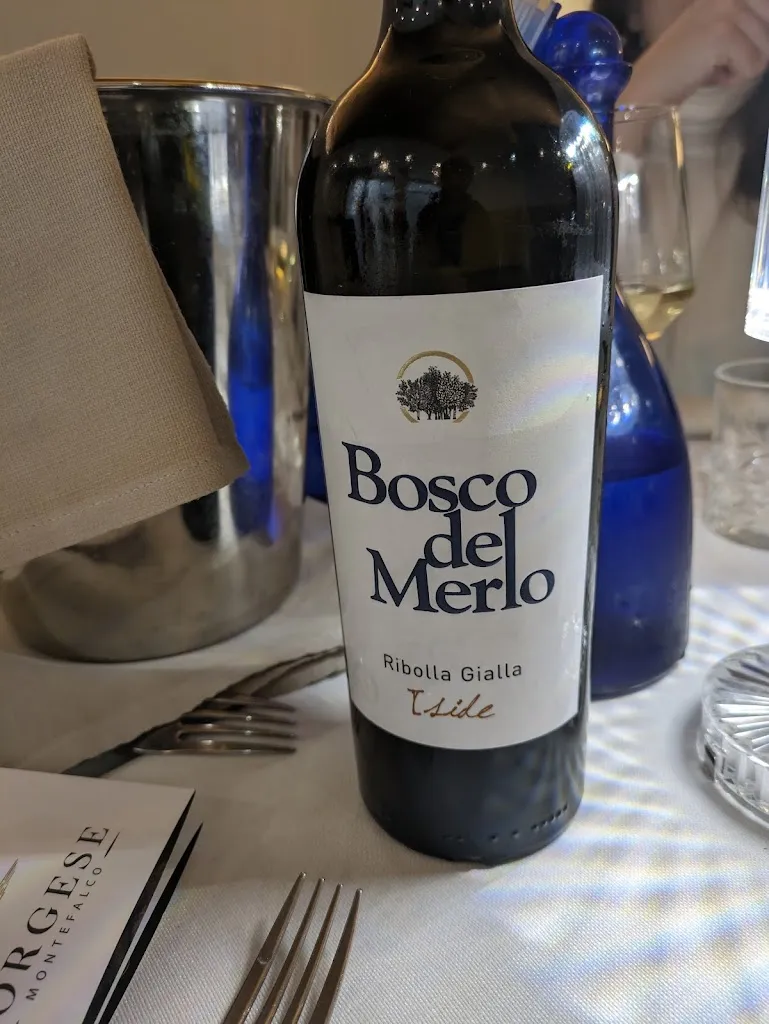 Bosco
del
Merlo
Ribolla Gialla
Iside
ORGESE
MONTEFALCO